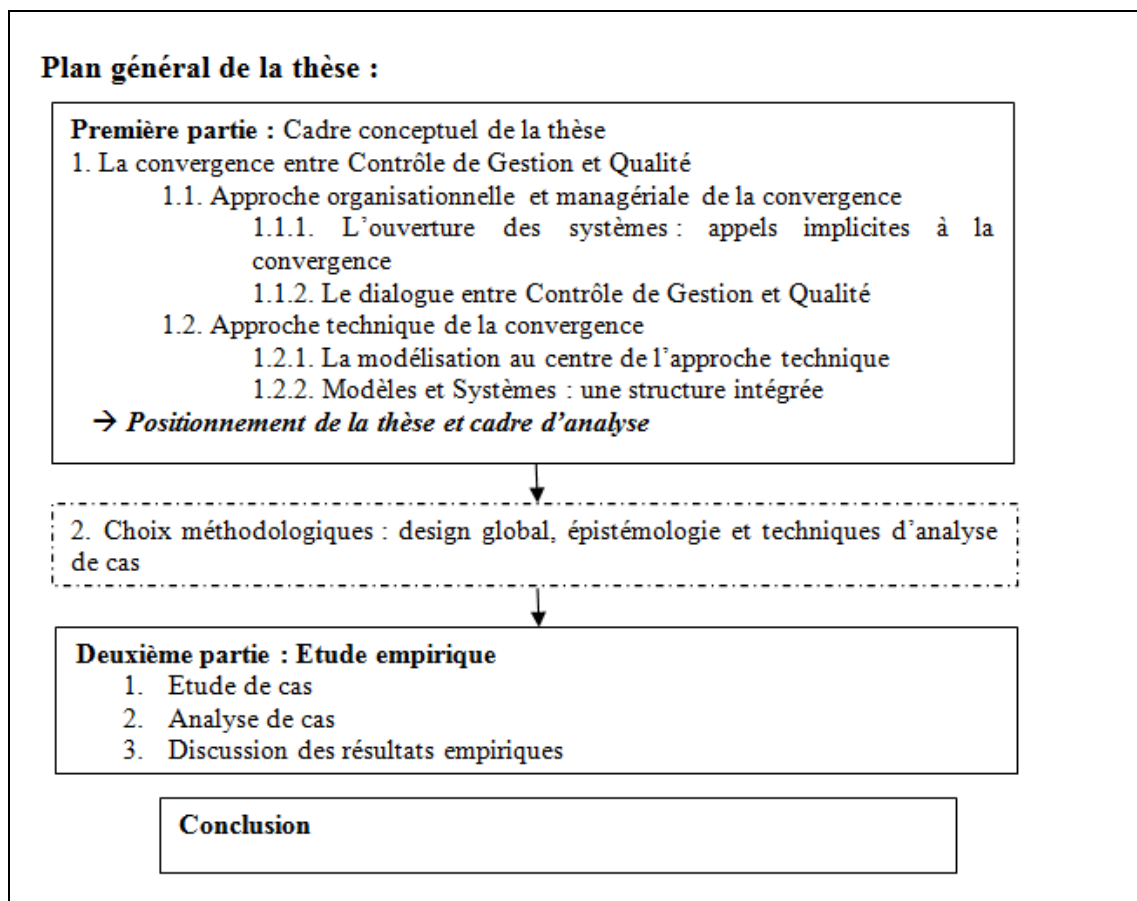 Plan général de la thèse :
Première partie : Cadre conceptuel de la thèse
1. La convergence entre Contrôle de Gestion et Qualité
1.1. Approche organisationnelle et managériale de la convergence
1.1.1. L'ouverture des systèmes : appels implicites à la
convergence
1.1.2. Le dialogue entre Contrôle de Gestion et Qualité
1.2. Approche technique de la convergence
1.2.1. La modélisation au centre de l'approche technique
1.2.2. Modèles et Systèmes : une structure intégrée
→ Positionnement de la thèse et cadre d'analyse
2. Choix méthodologiques : design global, épistémologie et techniques d'analyse
de cas
Deuxième partie : Etude empirique
1. Etude de cas
2. Analyse de cas
3. Discussion des résultats empiriques
Conclusion